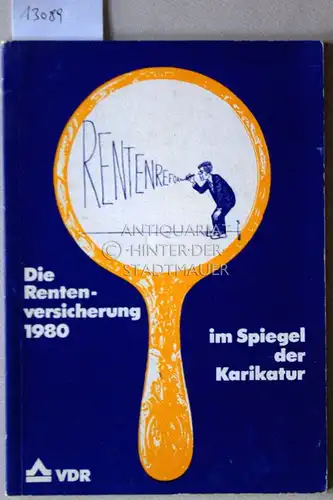 13089
RENTENREFO
ANTIQUARIAT
© HINTER DER
STADTMAUER
Die
Renten-
versicherung
1980
im Spiegel
der
Karikatur
VDR